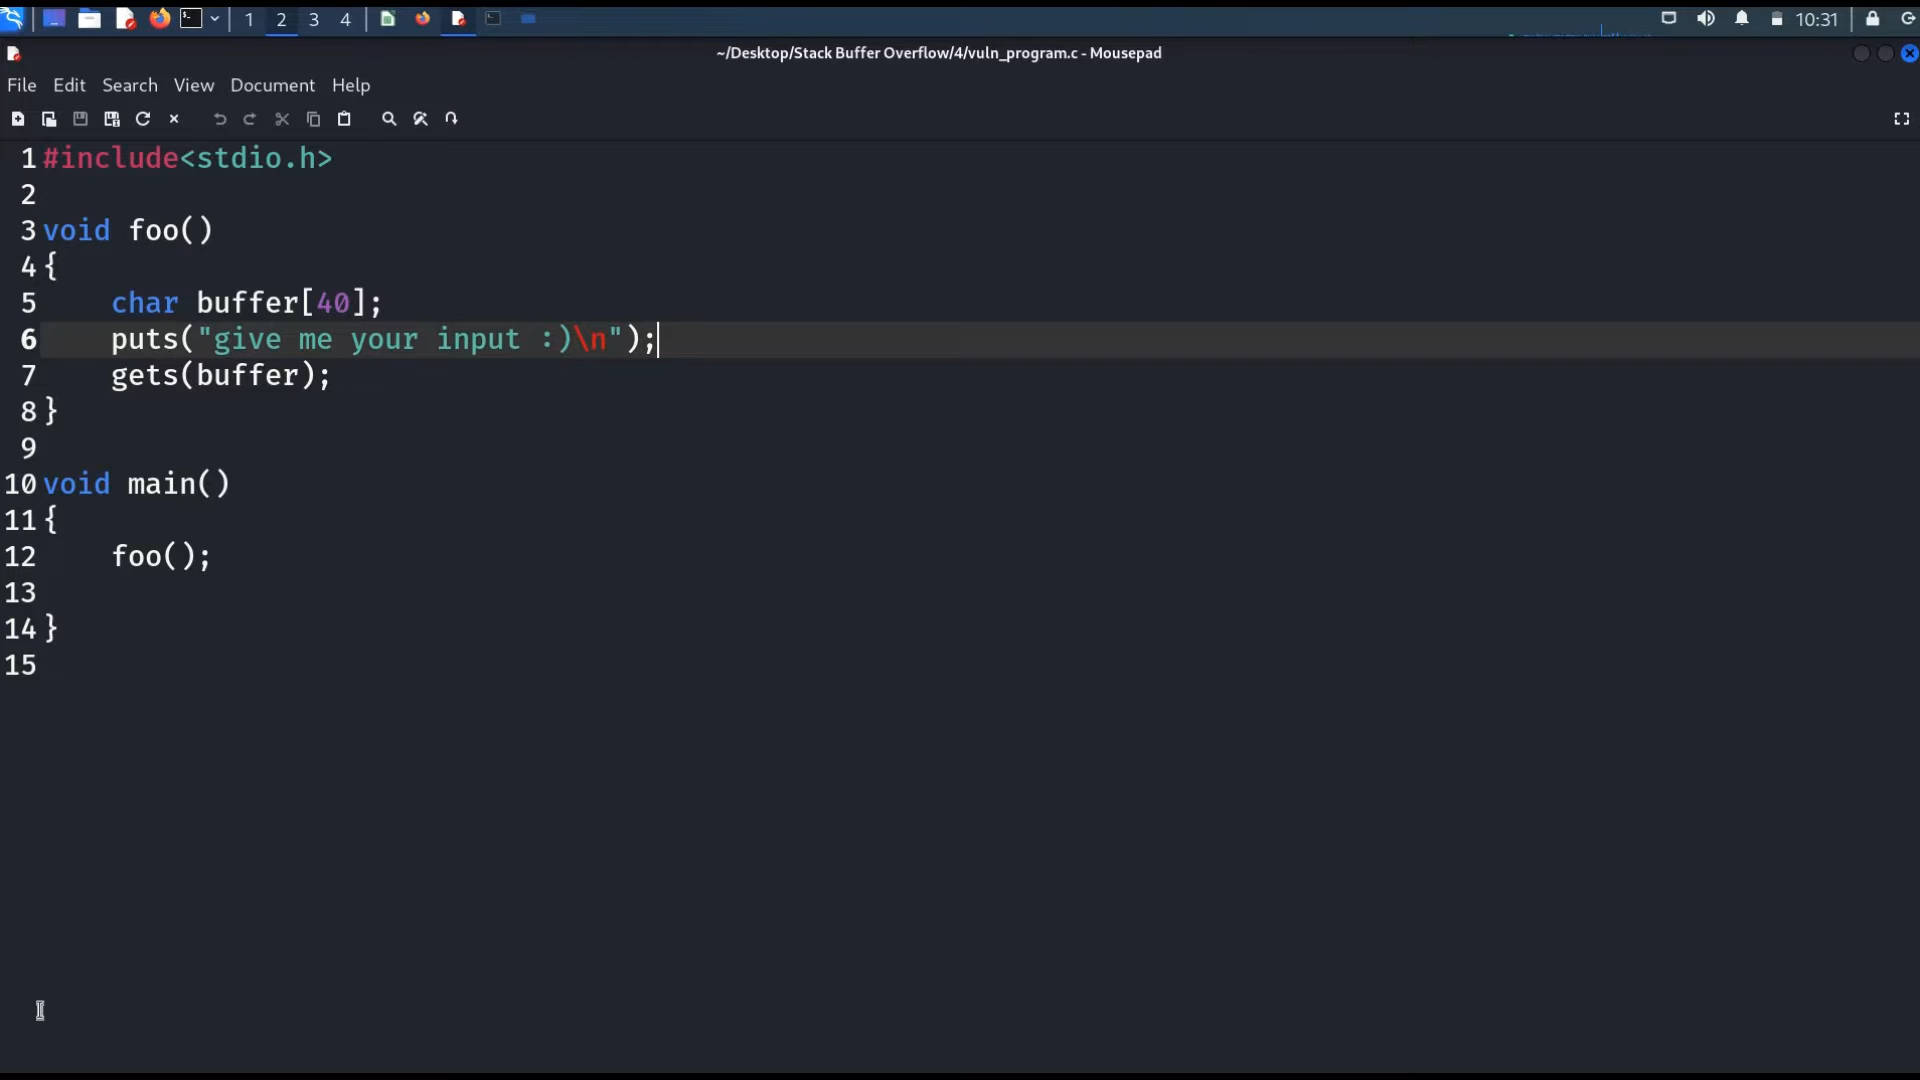 1 2 3 4 10:31
~/Desktop/Stack Buffer Overflow/4/vuln_program.c - Mousepad
File Edit Search View Document Help
1 #include<stdio.h>
2
3 void foo()
4 {
5     char buffer[40];
6     puts("give me your input :)\n");
7     gets(buffer);
8 }
9
10 void main()
11 {
12     foo();
13
14 }
15